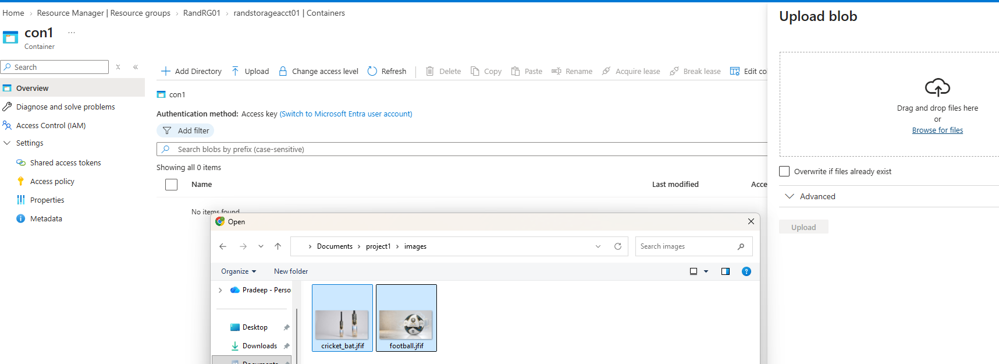 Home > Resource Manager | Resource groups > RandRG01 > randstorageacct01 | Containers
con1 ...
Container
Search
Overview
Diagnose and solve problems
Access Control (IAM)
Settings
Shared access tokens
Access policy
Properties
Metadata
Add Directory Upload Change access level Refresh Delete Copy Paste Rename Acquire lease Break lease Edit co
con1
Authentication method: Access key (Switch to Microsoft Entra user account)
Add filter
Search blobs by prefix (case-sensitive)
Showing all 0 items
Name Last modified Acce
No items found
Open
Documents > project1 > images
Search images
Organize New folder
Pradeep - Perso
Desktop
Downloads
Documents
cricket_bat.jfif
football.jfif
Upload blob
Drag and drop files here
or
Browse for files
Overwrite if files already exist
Advanced
Upload